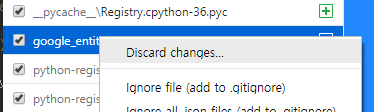 __pycache__\Registry.cpython-36.pyc
google_entit
Discard changes...
python-regis
Ignore file (add to .gitignore)
python-regis
Ignore all .json files (add to .gitignore)